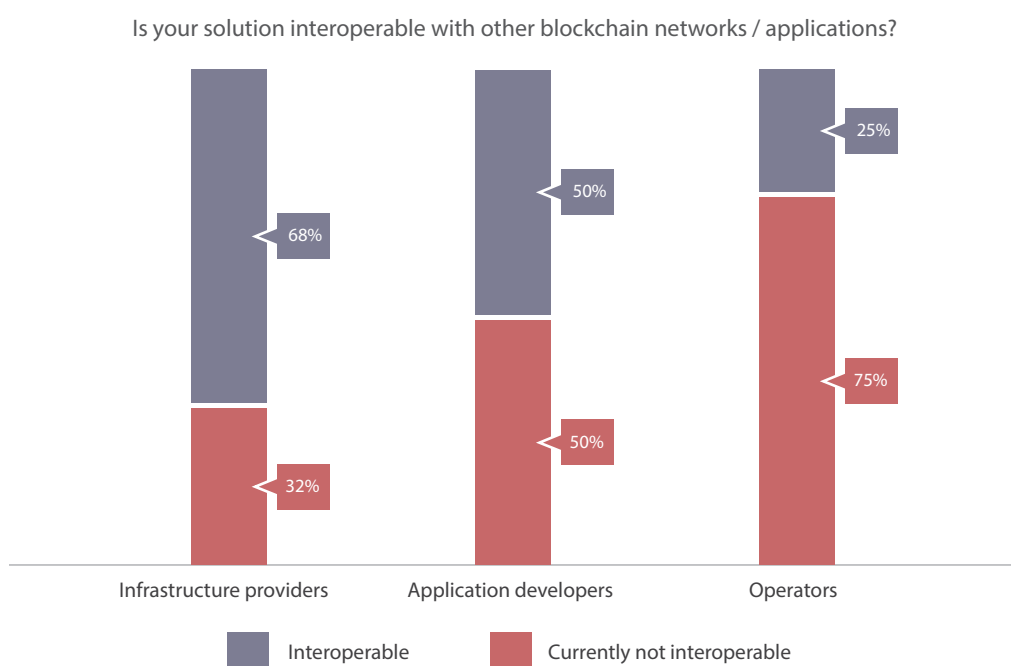 Is your solution interoperable with other blockchain networks / applications?
25%
50%
68%
75%
50%
32%
Infrastructure providers
Application developers
Operators
Interoperable
Currently not interoperable